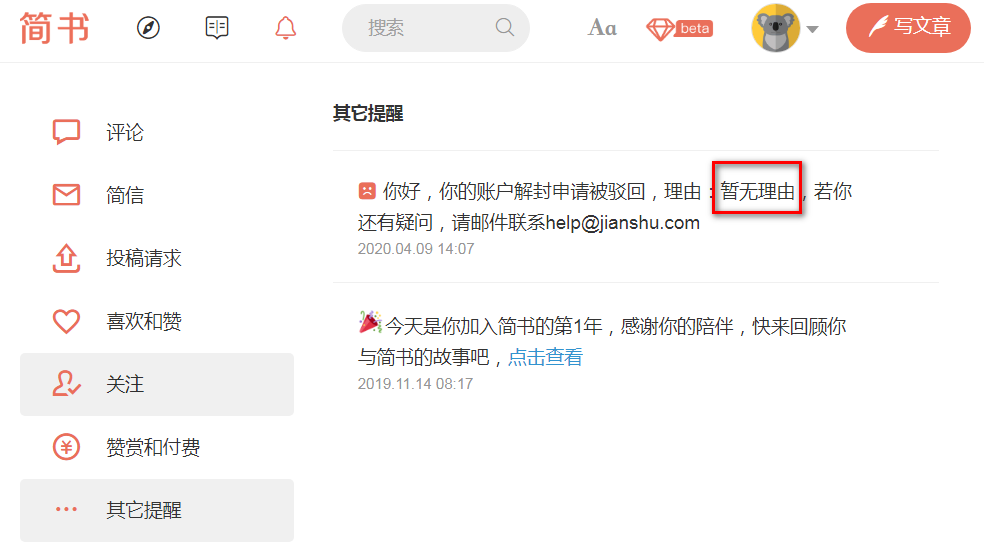 简书
搜索
Aa
beta
写文章
评论
简信
投稿请求
喜欢和赞
关注
赞赏和付费
其它提醒
其它提醒
你好，你的账户解封申请被驳回，理由：暂无理由，若你
还有疑问，请邮件联系help@jianshu.com
2020.04.09 14:07
今天是你加入简书的第1年，感谢你的陪伴，快来回顾你
与简书的故事吧，点击查看
2019.11.14 08:17